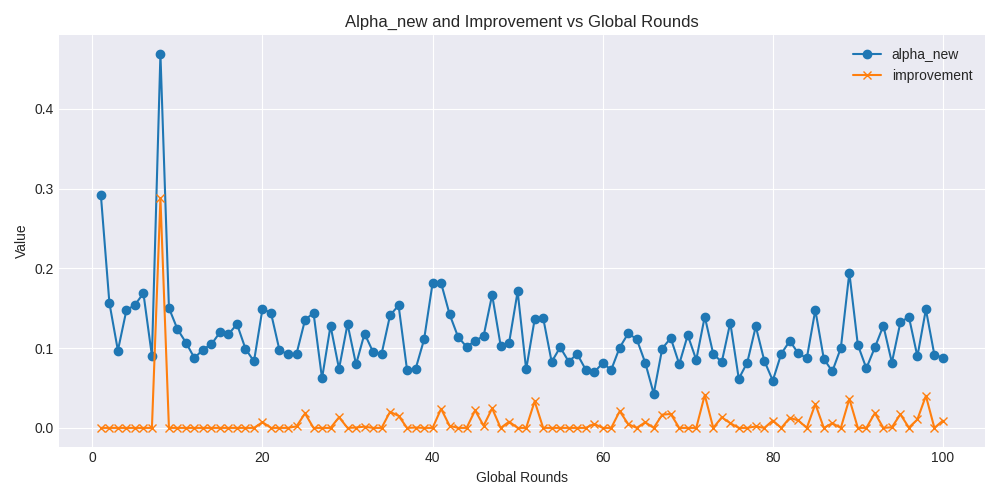 Alpha_new and Improvement vs Global Rounds
alpha_new
improvement
Value
0.4
0.3
0.2
0.1
0.0
0 20 40 60 80 100
Global Rounds